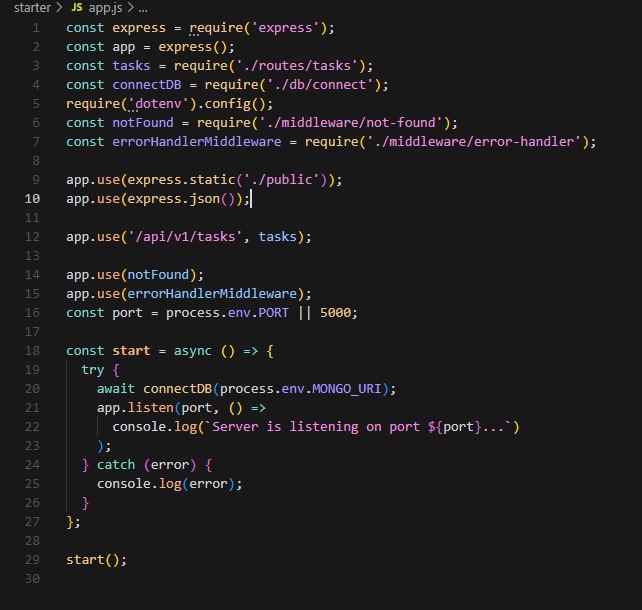 starter > JS app.js > ...
1 const express = require('express');
2 const app = express();
3 const tasks = require('./routes/tasks');
4 const connectDB = require('./db/connect');
5 require('dotenv').config();
6 const notFound = require('./middleware/not-found');
7 const errorHandlerMiddleware = require('./middleware/error-handler');
8
9 app.use(express.static('./public'));
10 app.use(express.json());
11
12 app.use('/api/v1/tasks', tasks);
13
14 app.use(notFound);
15 app.use(errorHandlerMiddleware);
16 const port = process.env.PORT || 5000;
17
18 const start = async () => {
19   try {
20     await connectDB(process.env.MONGO_URI);
21     app.listen(port, () =>
22       console.log(`Server is listening on port ${port}...`)
23     );
24   } catch (error) {
25     console.log(error);
26   }
27 };
28
29 start();
30